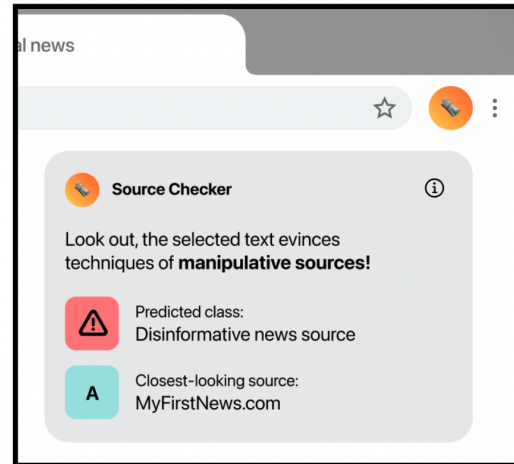 al news
Source Checker
Look out, the selected text evinces
techniques of manipulative sources!
Predicted class:
Disinformative news source
A
Closest-looking source:
MyFirstNews.com